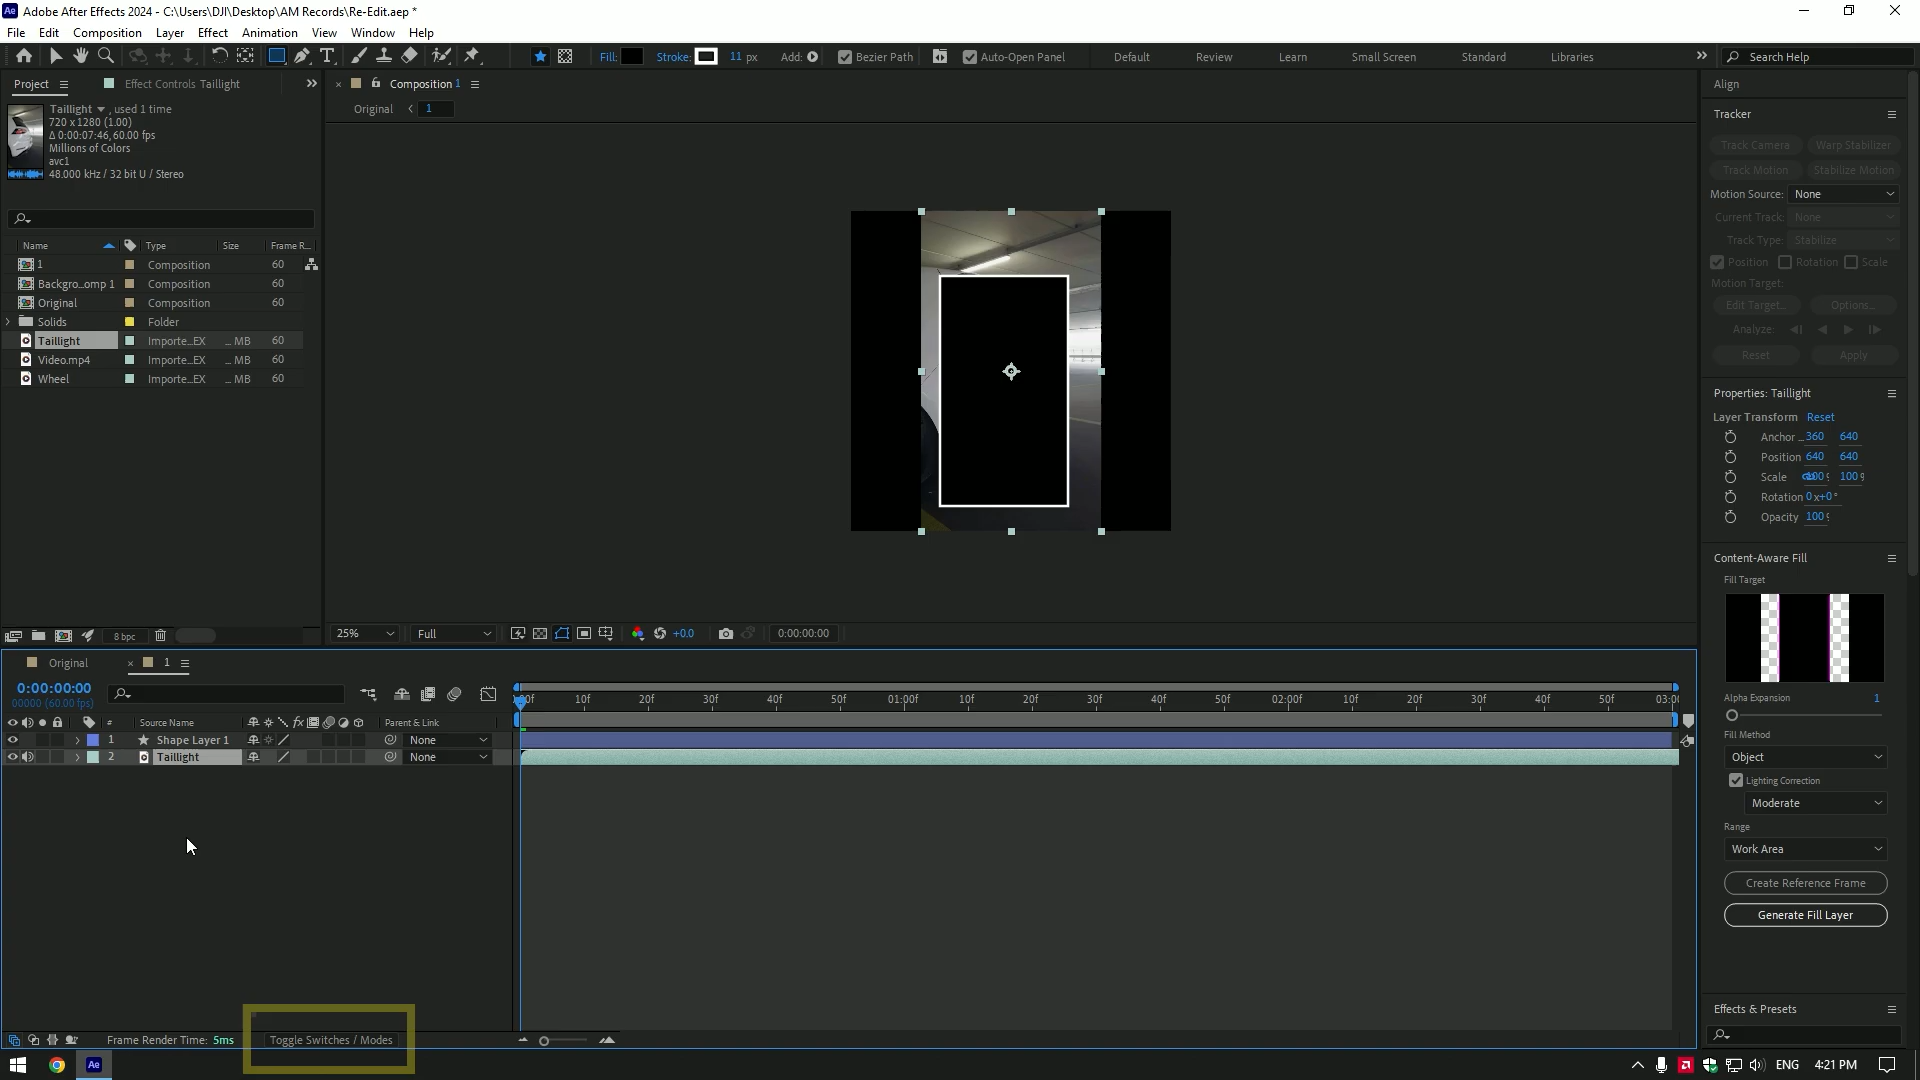 Adobe After Effects 2024 - C:\Users\DJI\Desktop\AM Records\Re-Edit.aep *
File Edit Composition Layer Effect Animation View Window Help
Fill: Stroke: 11 px Add: Bezier Path Auto-Open Panel Default Review Learn Small Screen Standard Libraries Search Help
Project Effect Controls Taillight
Taillight , used 1 time
720 x 1280 (1.00)
Δ 0:00:07:46, 60.00 fps
Millions of Colors
avc1
48.000 kHz / 32 bit U / Stereo
Name Type Size Frame R...
1 Composition 60
Backgro...omp 1 Composition 60
Original Composition 60
Solids Folder
Taillight Importe...EX ... MB 60
Video.mp4 Importe...EX ... MB 60
Wheel Importe...EX ... MB 60
8 bpc
Composition 1
Original 1
25% Full +0.0 0:00:00:00
Align
Tracker
Track Camera Warp Stabilizer
Track Motion Stabilize Motion
Motion Source: None
Current Track: None
Track Type: Stabilize
Position Rotation Scale
Motion Target:
Edit Target... Options...
Analyze:
Reset Apply
Properties: Taillight
Layer Transform Reset
Anchor ... 360 640
Position 640 640
Scale 100 100
Rotation 0x+0°
Opacity 100
Content-Aware Fill
Fill Target
Alpha Expansion 1
Fill Method
Object
Lighting Correction
Moderate
Range
Work Area
Create Reference Frame
Generate Fill Layer
Effects & Presets
Original 1
0:00:00:00
00000 (60.00 fps)
:00f 10f 20f 30f 40f 50f 01:00f 10f 20f 30f 40f 50f 02:00f 10f 20f 30f 40f 50f 03:00
# Source Name fx Parent & Link
1 Shape Layer 1 None
2 Taillight None
Frame Render Time: 5ms Toggle Switches / Modes
Ae ENG 4:21 PM